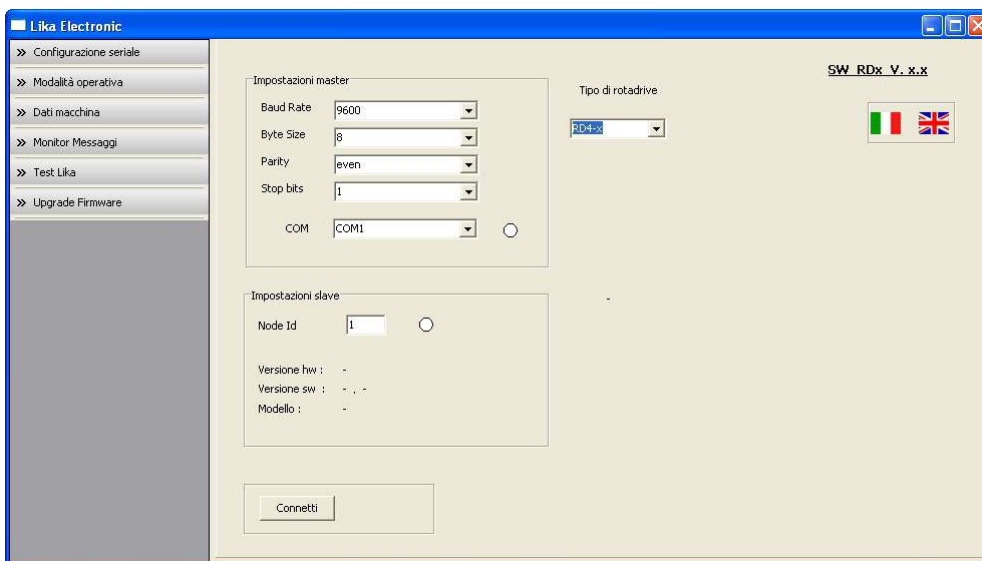 Lika Electronic
» Configurazione seriale
» Modalità operativa
» Dati macchina
» Monitor Messaggi
» Test Lika
» Upgrade Firmware
SW RDx V. x.x
Impostazioni master
Baud Rate 9600
Byte Size 8
Parity even
Stop bits 1
COM COM1
Tipo di rotadrive
RD4-x
Impostazioni slave
Node Id 1
Versione hw : -
Versione sw : - . -
Modello : -
-
Connetti